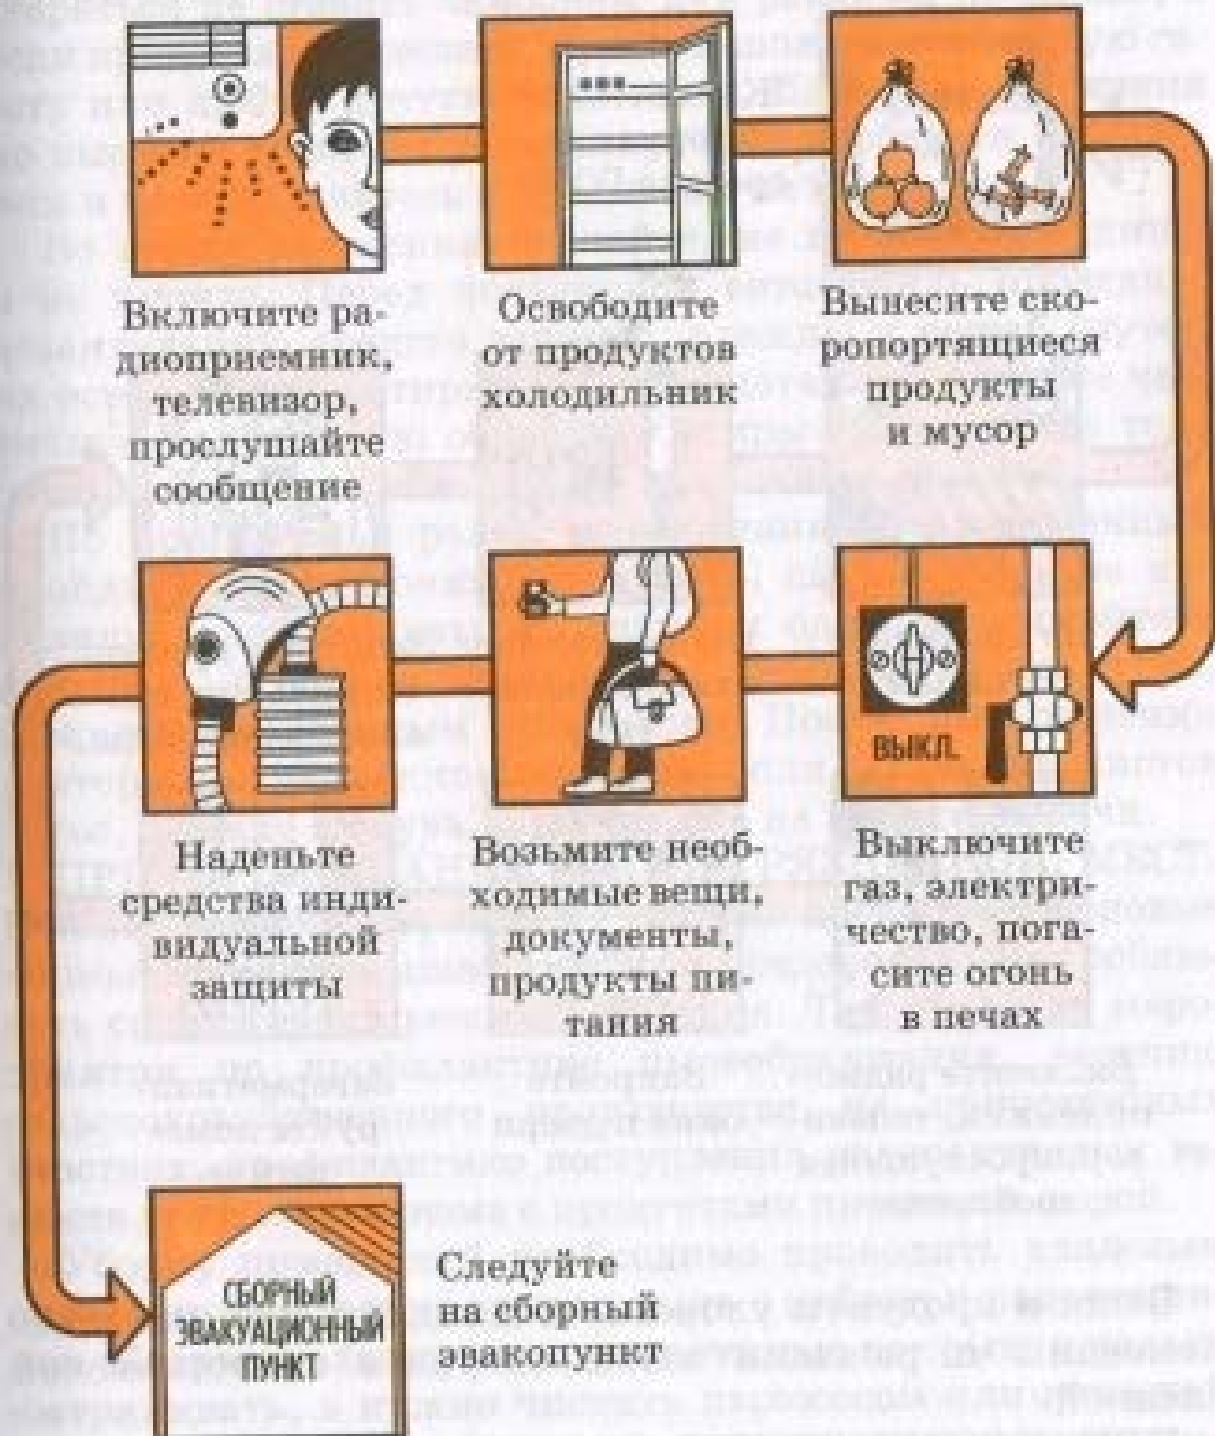 Включите ра-
диоприемник,
телевизор,
прослушайте
сообщение
Освободите
от продуктов
холодильник
Вынесите ско-
ропортящиеся
продукты
и мусор
ВЫКЛ.
Выключите
газ, электри-
чество, пога-
сите огонь
в печах
Возьмите необ-
ходимые вещи,
документы,
продукты пи-
тания
Наденьте
средства инди-
видуальной
защиты
СБОРНЫЙ
ЭВАКУАЦИОННЫЙ
ПУНКТ
Следуйте
на сборный
эвакопункт